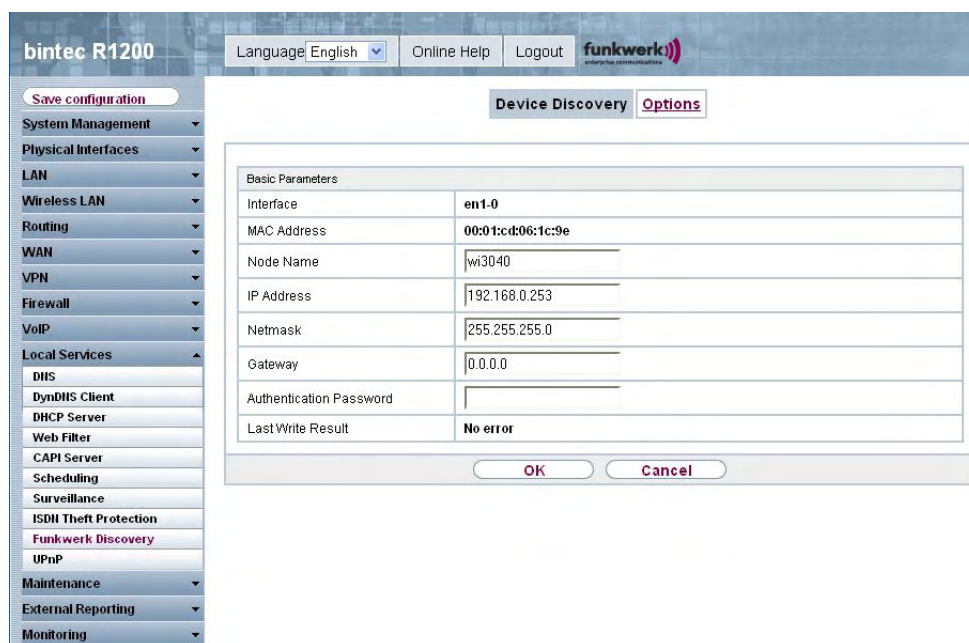 bintec R1200
Language English
Online Help
Logout
funkwerk
enterprise communications
Save configuration
System Management
Physical Interfaces
LAN
Wireless LAN
Routing
WAN
VPN
Firewall
VoIP
Local Services
DNS
DynDNS Client
DHCP Server
Web Filter
CAPI Server
Scheduling
Surveillance
ISDN Theft Protection
Funkwerk Discovery
UPnP
Maintenance
External Reporting
Monitoring
Device Discovery Options
Basic Parameters
Interface en1-0
MAC Address 00:01:cd:06:1c:9e
Node Name wi3040
IP Address 192.168.0.253
Netmask 255.255.255.0
Gateway 0.0.0.0
Authentication Password
Last Write Result No error
OK Cancel